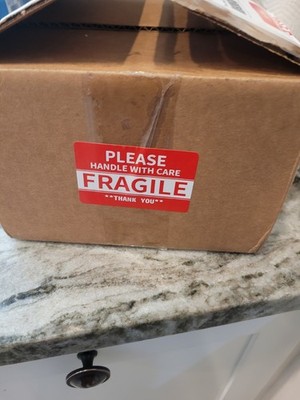 PLEASE
HANDLE WITH CARE
FRAGILE
**THANK YOU**